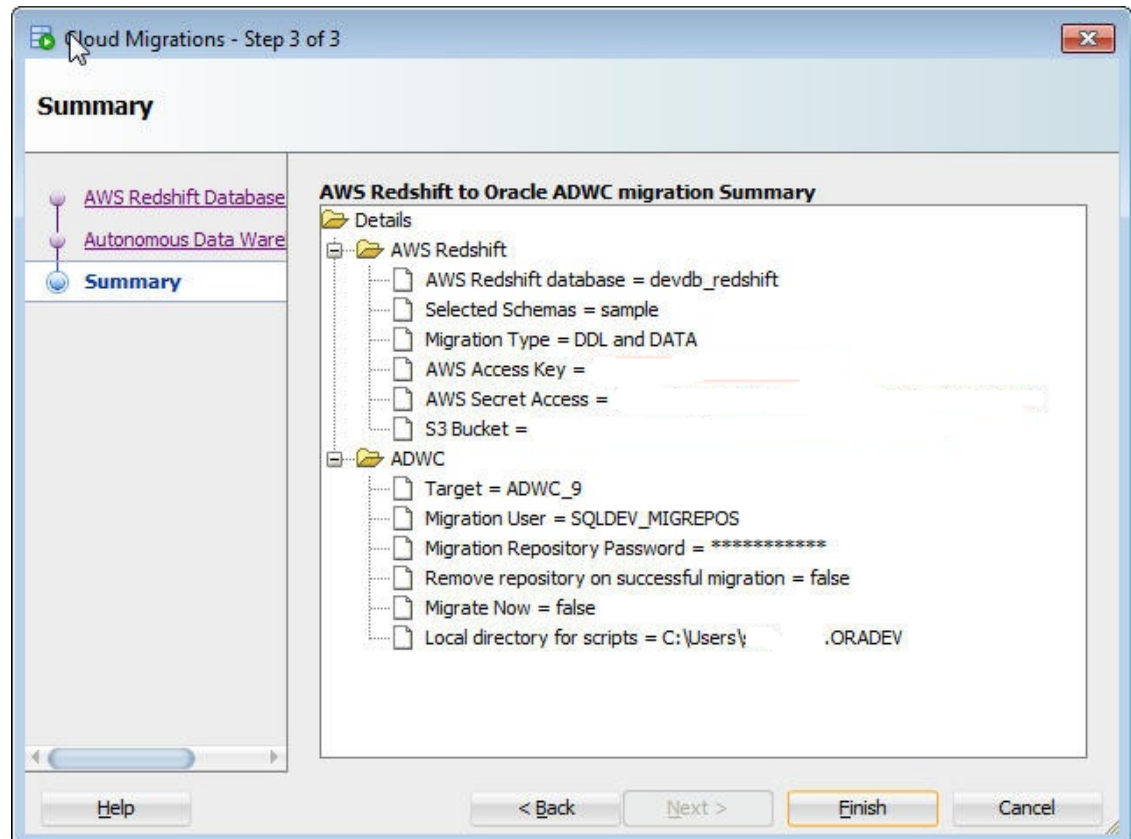 Cloud Migrations - Step 3 of 3
Summary
AWS Redshift Database
Autonomous Data Ware
Summary
AWS Redshift to Oracle ADWC migration Summary
Details
AWS Redshift
AWS Redshift database = devdb_redshift
Selected Schemas = sample
Migration Type = DDL and DATA
AWS Access Key =
AWS Secret Access =
S3 Bucket =
ADWC
Target = ADWC_9
Migration User = SQLDEV_MIGREPOS
Migration Repository Password = ***********
Remove repository on successful migration = false
Migrate Now = false
Local directory for scripts = C:\Users\ .ORADEV
Help
< Back
Next >
Finish
Cancel